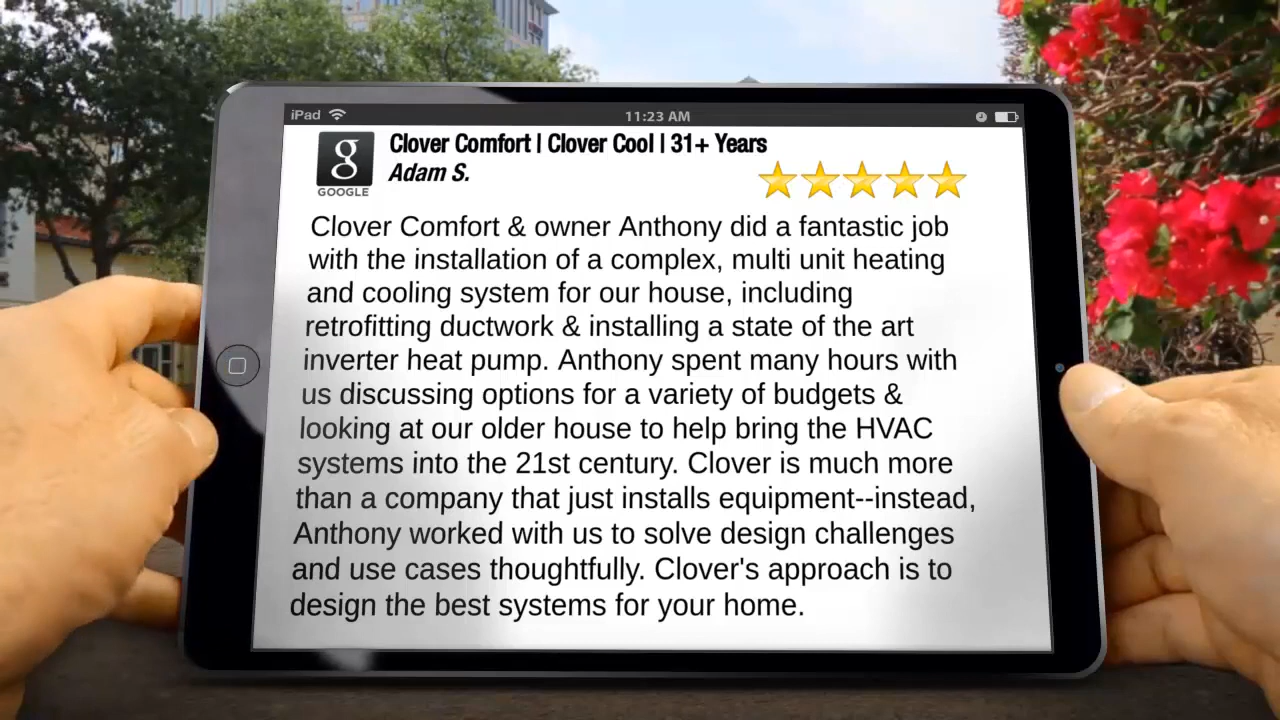 iPad 11:23 AM
g
GOOGLE
Clover Comfort | Clover Cool | 31+ Years
Adam S.
Clover Comfort & owner Anthony did a fantastic job
with the installation of a complex, multi unit heating
and cooling system for our house, including
retrofitting ductwork & installing a state of the art
inverter heat pump. Anthony spent many hours with
us discussing options for a variety of budgets &
looking at our older house to help bring the HVAC
systems into the 21st century. Clover is much more
than a company that just installs equipment--instead,
Anthony worked with us to solve design challenges
and use cases thoughtfully. Clover's approach is to
design the best systems for your home.